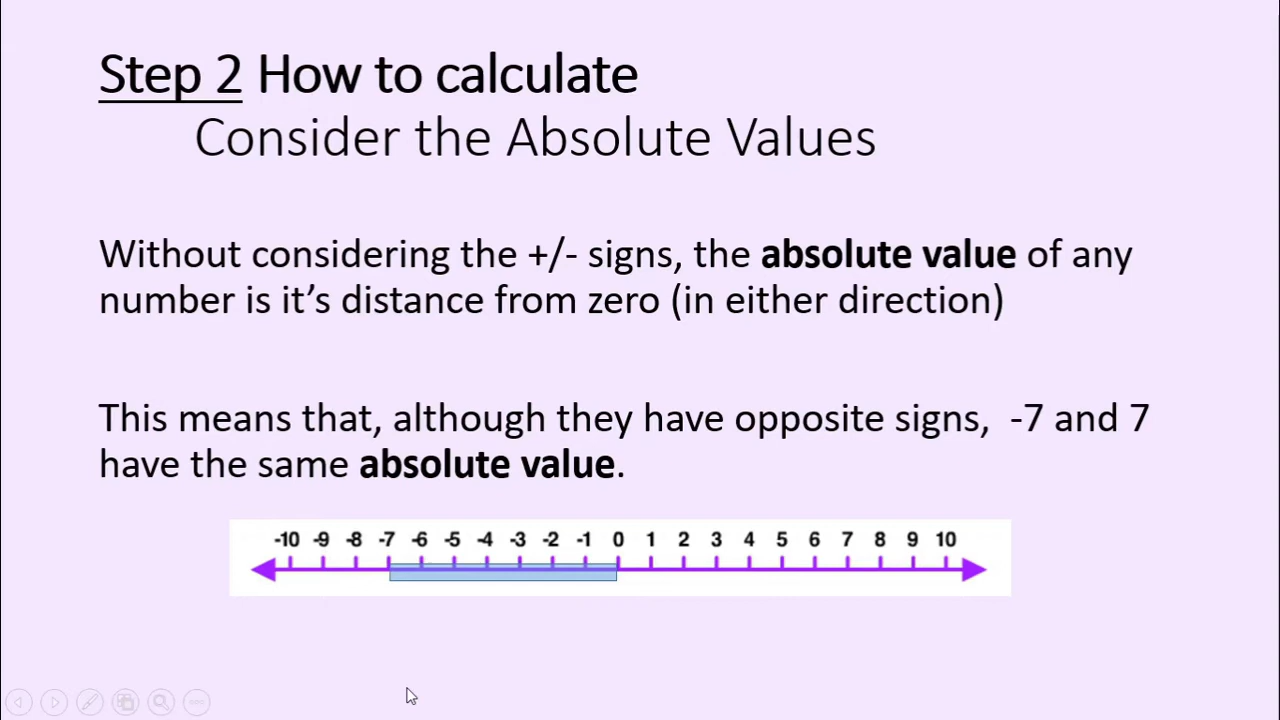 Step 2 How to calculate
Consider the Absolute Values
Without considering the +/- signs, the absolute value of any
number is it’s distance from zero (in either direction)
This means that, although they have opposite signs,  -7 and 7
have the same absolute value.
-10 -9 -8 -7 -6 -5 -4 -3 -2 -1 0 1 2 3 4 5 6 7 8 9 10